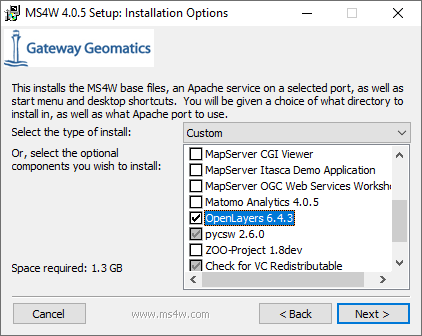 MS4W 4.0.5 Setup: Installation Options
Gateway Geomatics
This installs the MS4W base files, an Apache service on a selected port, as well as
start menu and desktop shortcuts. You will be given a choice of what directory to
install in, as well as what Apache port to use.
Select the type of install:
Custom
Or, select the optional
components you wish to install:
MapServer CGI Viewer
MapServer Itasca Demo Application
MapServer OGC Web Services Worksho
Matomo Analytics 4.0.5
OpenLayers 6.4.3
pycsw 2.6.0
ZOO-Project 1.8dev
Check for VC Redistributable
Space required: 1.3 GB
Cancel
www.ms4w.com
< Back
Next >